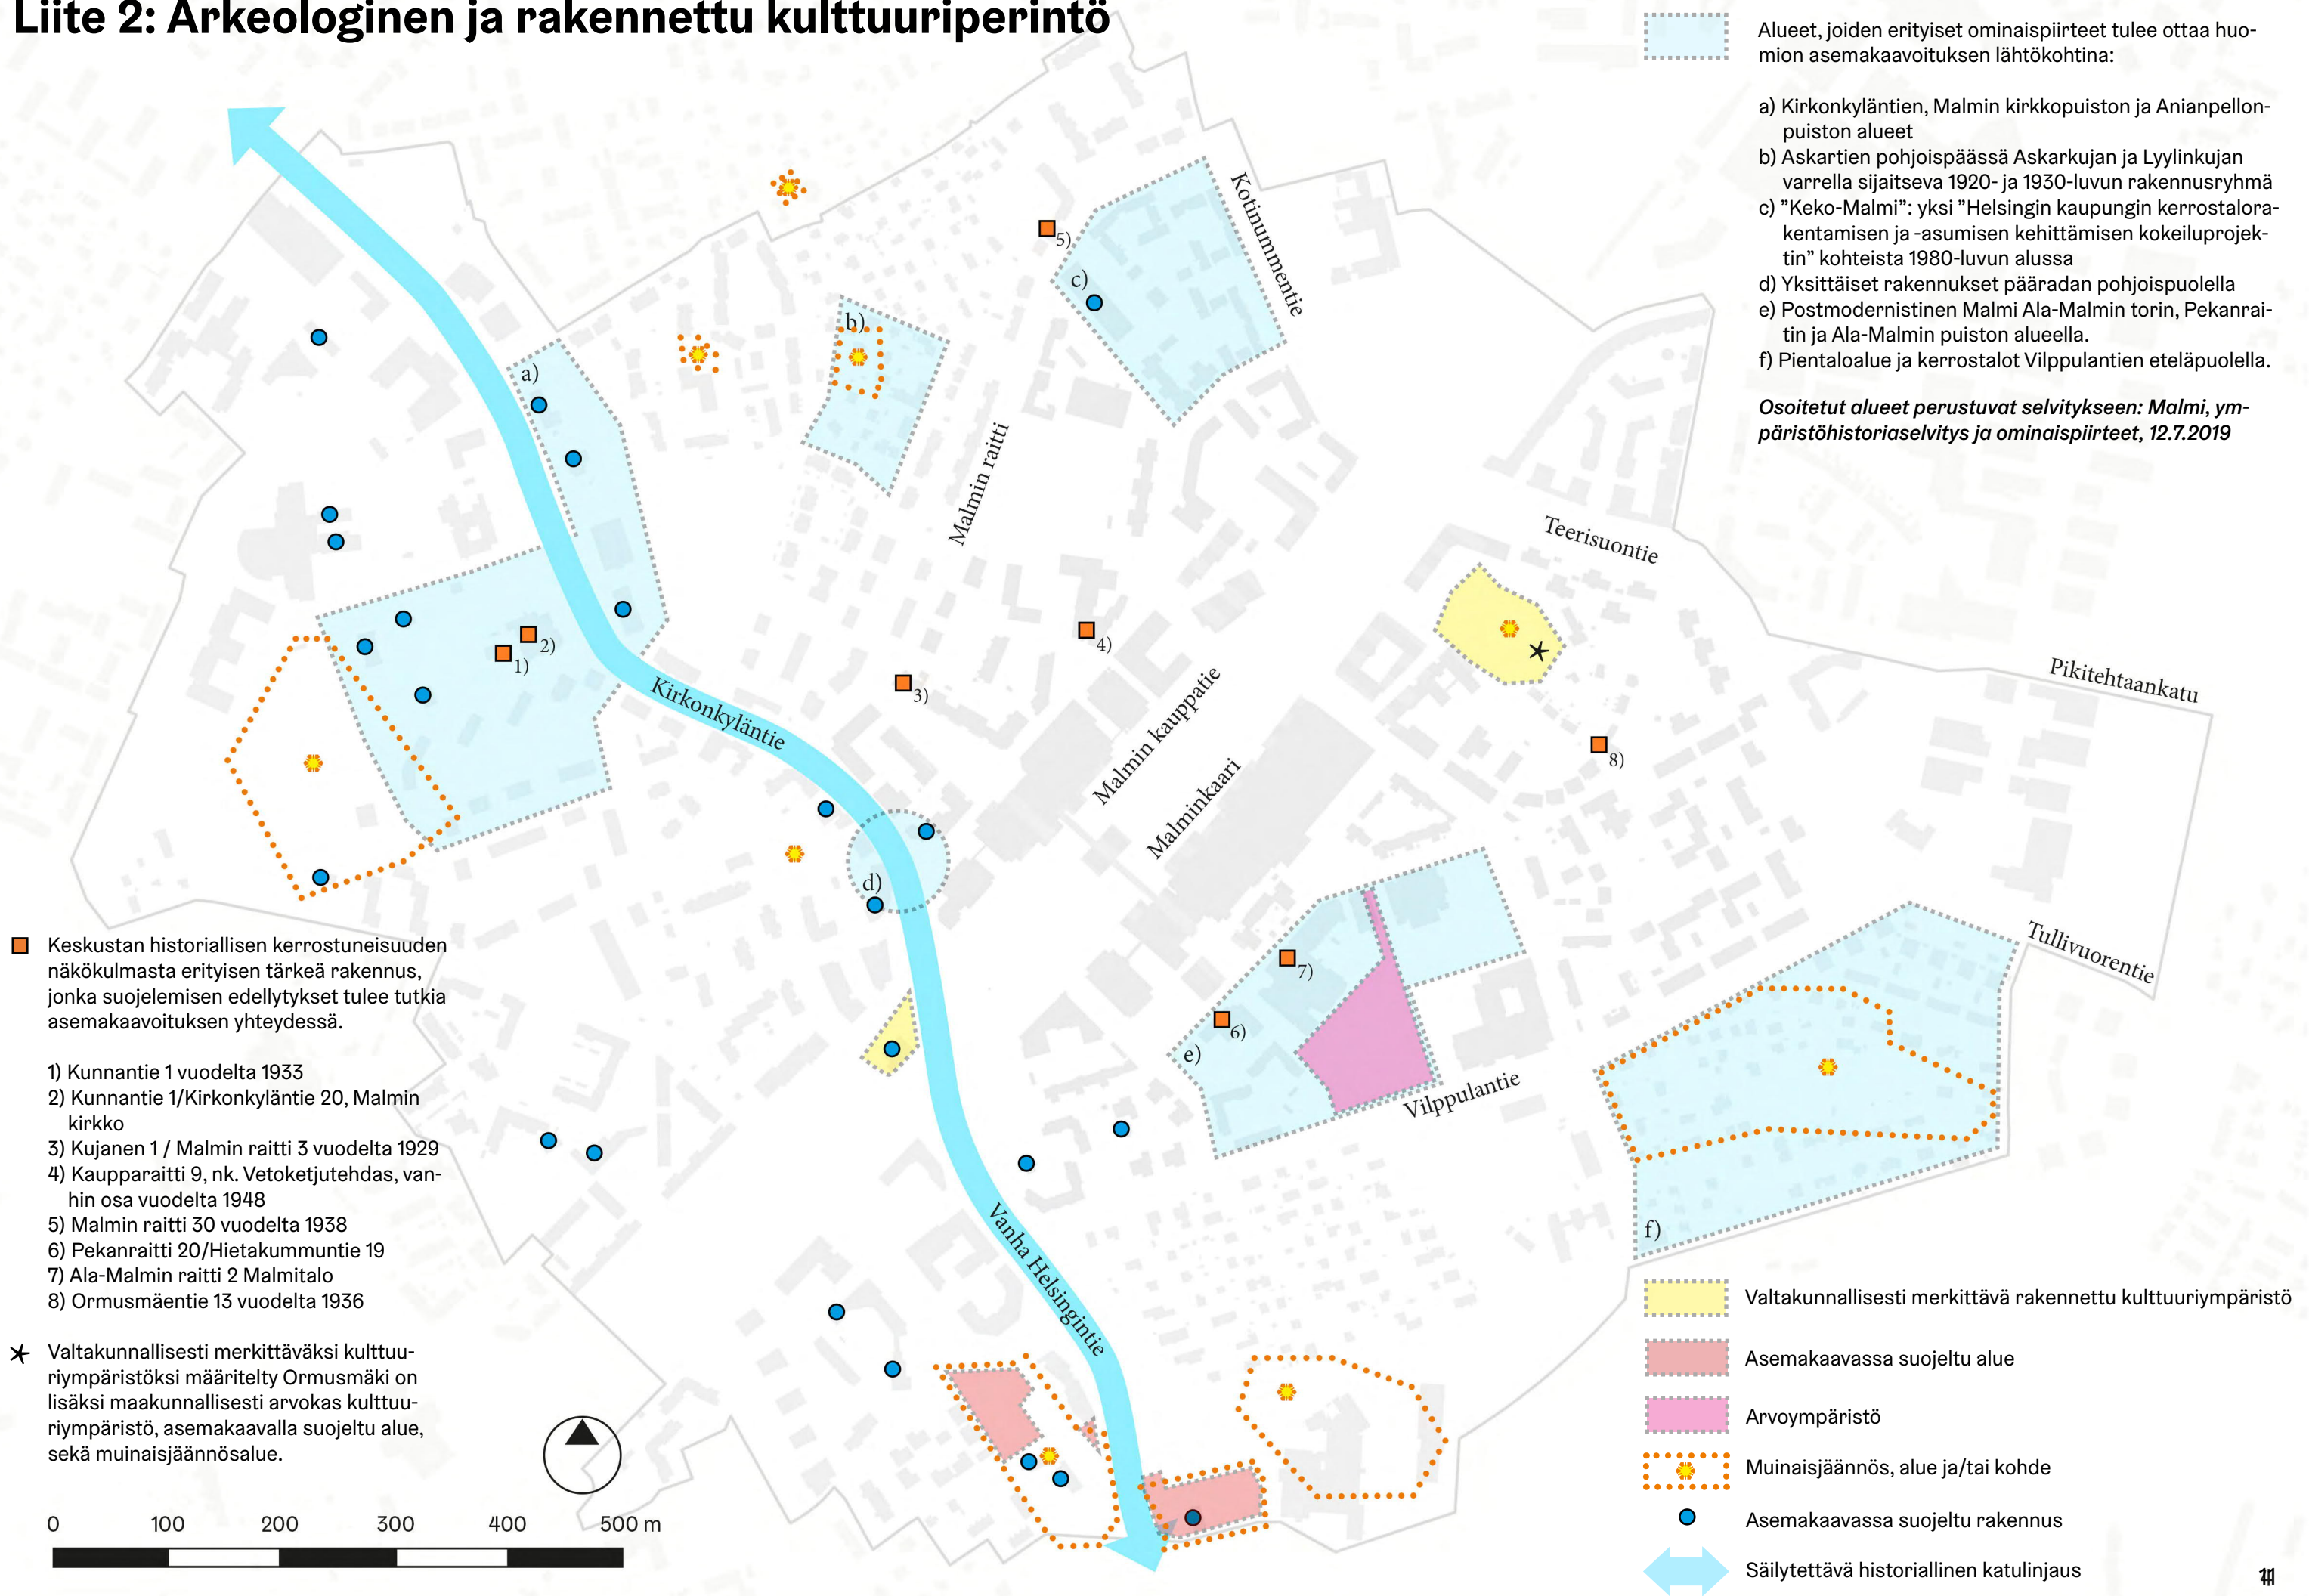 Liite 2: Arkeologinen ja rakennettu kulttuuriperintö
Alueet, joiden erityiset ominaispiirteet tulee ottaa huo-
mion asemakaavoituksen lähtökohtina:
a) Kirkonkyläntien, Malmin kirkkopuiston ja Anianpellon-
puiston alueet
b) Askartien pohjoispäässä Askarkujan ja Lyylinkujan
varrella sijaitseva 1920- ja 1930-luvun rakennusryhmä
c) ”Keko-Malmi”: yksi ”Helsingin kaupungin kerrostalora-
kentamisen ja -asumisen kehittämisen kokeiluprojek-
tin” kohteista 1980-luvun alussa
d) Yksittäiset rakennukset pääradan pohjoispuolella
e) Postmodernistinen Malmi Ala-Malmin torin, Pekanrai-
tin ja Ala-Malmin puiston alueella.
f) Pientaloalue ja kerrostalot Vilppulantien eteläpuolella.
Osoitetut alueet perustuvat selvitykseen: Malmi, ym-
päristöhistoriaselvitys ja ominaispiirteet, 12.7.2019
Kotinummentie
5)
c)
b)
a)
Malmin raitti
Teerisuontie
2)
1)
4)
3)
Kirkonkyläntie
Malmin kauppatie
Malminkaari
Pikitehtaankatu
8)
d)
Tullivuorentie
7)
6)
e)
Vilppulantie
f)
Vanha Helsingintie
Keskustan historiallisen kerrostuneisuuden
näkökulmasta erityisen tärkeä rakennus,
jonka suojelemisen edellytykset tulee tutkia
asemakaavoituksen yhteydessä.
1) Kunnantie 1 vuodelta 1933
2) Kunnantie 1/Kirkonkyläntie 20, Malmin
kirkko
3) Kujanen 1 / Malmin raitti 3 vuodelta 1929
4) Kaupparaitti 9, nk. Vetoketjutehdas, van-
hin osa vuodelta 1948
5) Malmin raitti 30 vuodelta 1938
6) Pekanraitti 20/Hietakummuntie 19
7) Ala-Malmin raitti 2 Malmitalo
8) Ormusmäentie 13 vuodelta 1936
Valtakunnallisesti merkittäväksi kulttuu-
riympäristöksi määritelty Ormusmäki on
lisäksi maakunnallisesti arvokas kulttuu-
riympäristö, asemakaavalla suojeltu alue,
sekä muinaisjäännösalue.
0 100 200 300 400 500 m
Valtakunnallisesti merkittävä rakennettu kulttuuriympäristö
Asemakaavassa suojeltu alue
Arvoympäristö
Muinaisjäännös, alue ja/tai kohde
Asemakaavassa suojeltu rakennus
Säilytettävä historiallinen katulinjaus